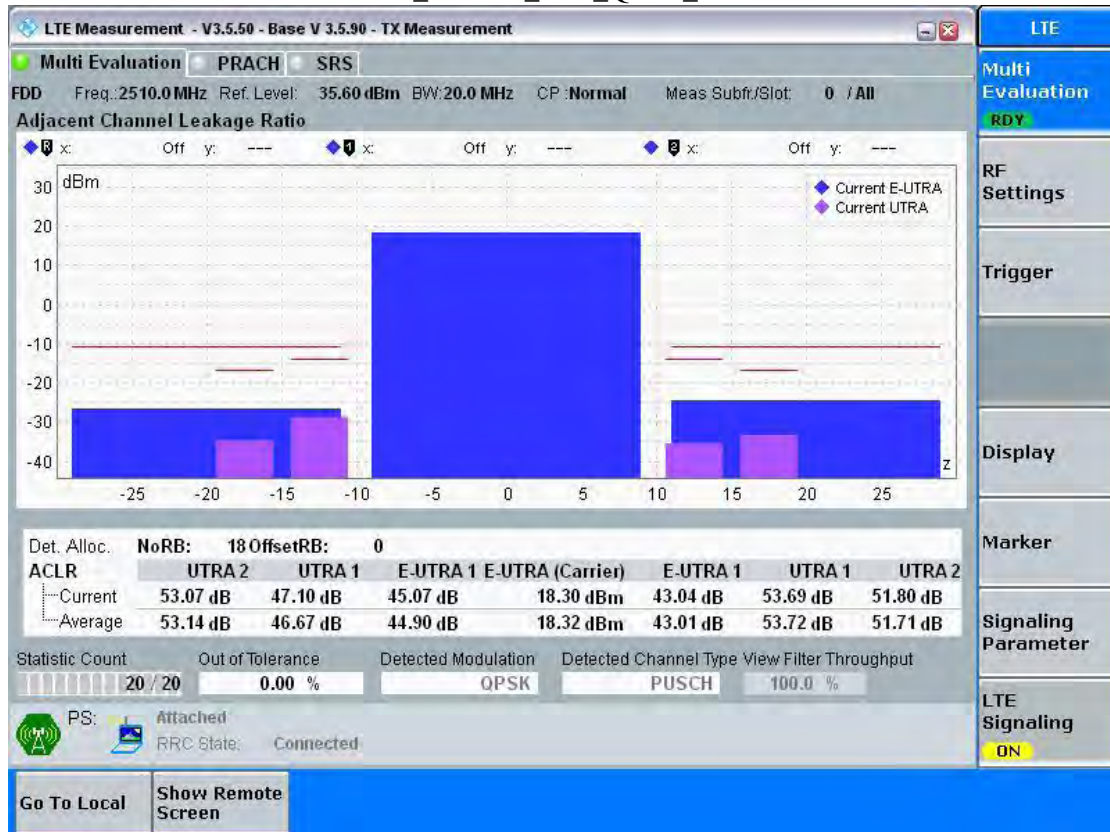 LTE Measurement - V3.5.50 - Base V 3.5.90 - TX Measurement
LTE
Multi Evaluation PRACH SRS
Multi Evaluation
RDY
FDD Freq.:2510.0 MHz Ref. Level: 35.60 dBm BW:20.0 MHz CP :Normal Meas Subfr./Slot: 0 / All
Adjacent Channel Leakage Ratio
R x: Off y: --- 1 x: Off y: --- 2 x: Off y: ---
dBm
Current E-UTRA
Current UTRA
30
20
10
0
-10
-20
-30
-40
z
-25 -20 -15 -10 -5 0 5 10 -15 20 25
RF Settings
Trigger
Display
Marker
Signaling Parameter
LTE Signaling
ON
Det. Alloc. NoRB: 18 OffsetRB: 0
ACLR UTRA 2 UTRA 1 E-UTRA 1 E-UTRA (Carrier) E-UTRA 1 UTRA 1 UTRA 2
Current 53.07 dB 47.10 dB 45.07 dB 18.30 dBm 43.04 dB 53.69 dB 51.80 dB
Average 53.14 dB 46.67 dB 44.90 dB 18.32 dBm 43.01 dB 53.72 dB 51.71 dB
Statistic Count Out of Tolerance Detected Modulation Detected Channel Type View Filter Throughput
20 / 20 0.00 % QPSK PUSCH 100.0 %
PS: Attached
RRC State: Connected
Go To Local
Show Remote Screen